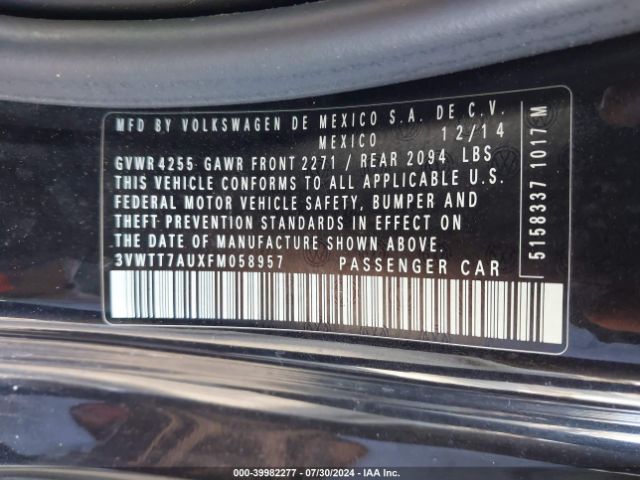 MFD BY VOLKSWAGEN DE MEXICO S.A. DE C.V.
MEXICO 12/14
GVWR 4255 GAWR FRONT 2271 / REAR 2094 LBS
THIS VEHICLE CONFORMS TO ALL APPLICABLE U.S.
FEDERAL MOTOR VEHICLE SAFETY, BUMPER AND
THEFT PREVENTION STANDARDS IN EFFECT ON
THE DATE OF MANUFACTURE SHOWN ABOVE.
3VWTT7AUXFM058957 PASSENGER CAR
5158337 1017 M
000-39982277 - 07/30/2024 - IAA Inc.